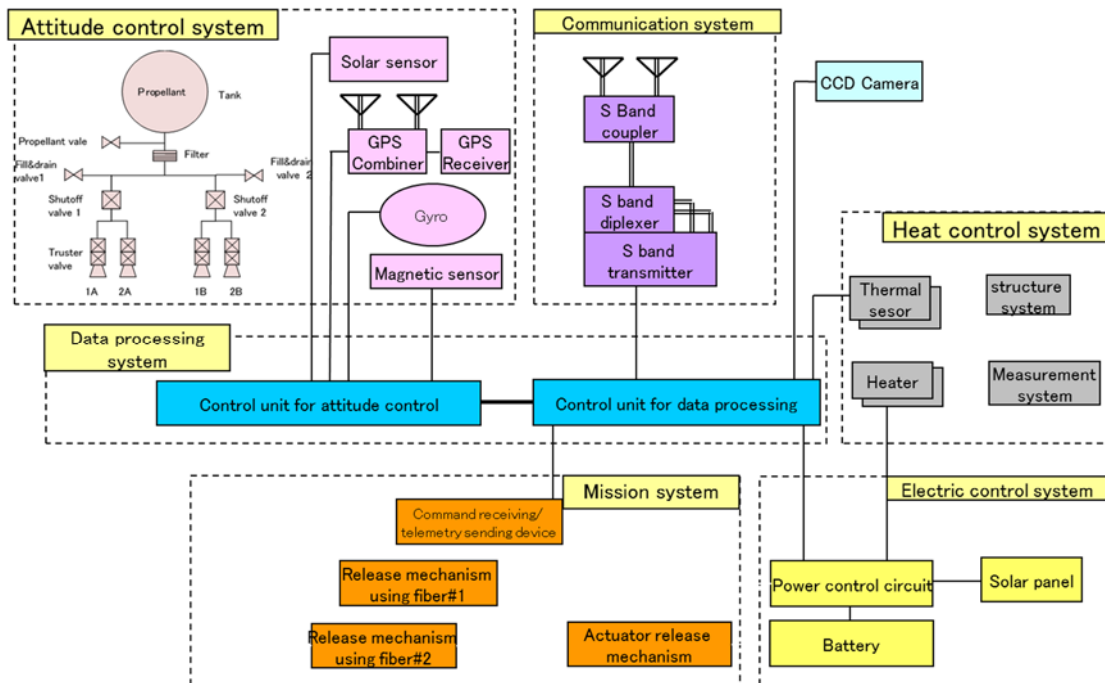 Attitude control system
Propellant
Tank
Propellant vale
Filter
Fill&drain
valve1
Fill&drain
valve 2
Shutoff
valve 1
Shutoff
valve 2
Truster
valve
1A
2A
1B
2B
Solar sensor
GPS
Combiner
GPS
Receiver
Gyro
Magnetic sensor
Communication system
S Band
coupler
S band
diplexer
S band
transmitter
CCD Camera
Heat control system
Thermal
sesor
structure
system
Heater
Measurement
system
Data processing
system
Control unit for attitude control
Control unit for data processing
Mission system
Command receiving/
telemetry sending device
Release mechanism
using fiber#1
Release mechanism
using fiber#2
Actuator release
mechanism
Electric control system
Power control circuit
Solar panel
Battery